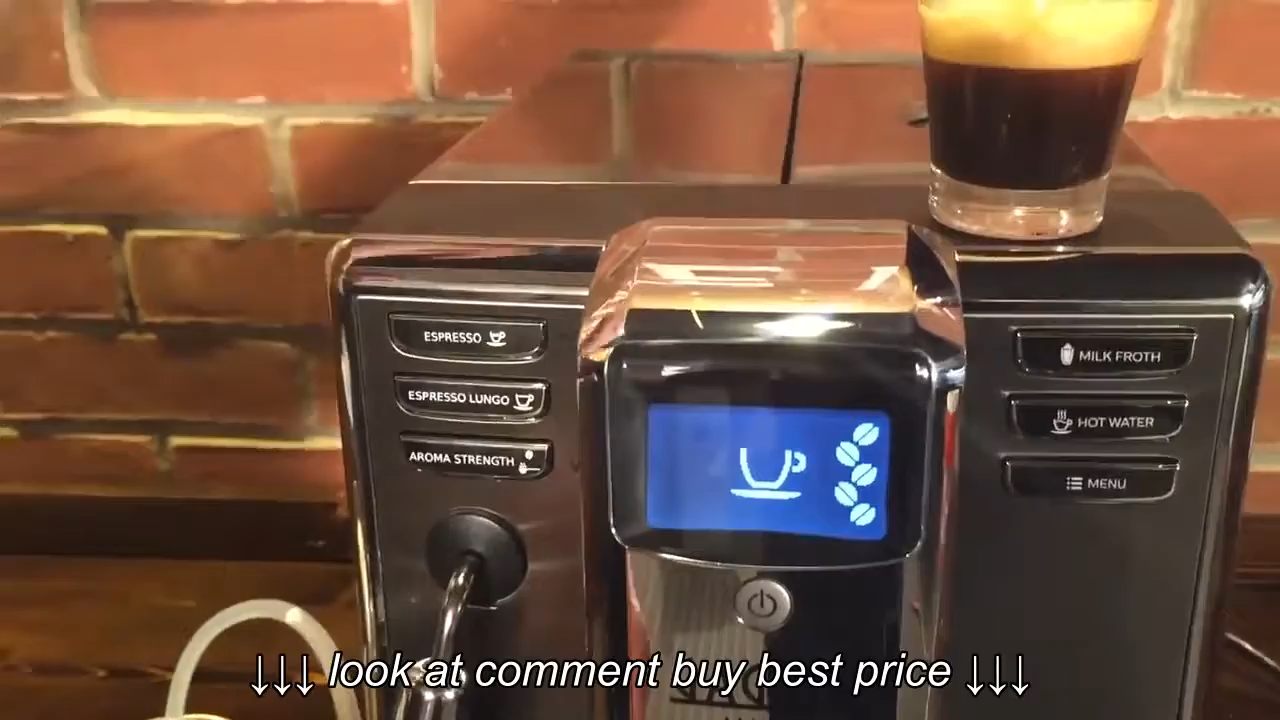 ESPRESSO
ESPRESSO LUNGO
AROMA STRENGTH
MILK FROTH
HOT WATER
MENU
↓↓↓ look at comment buy best price ↓↓↓